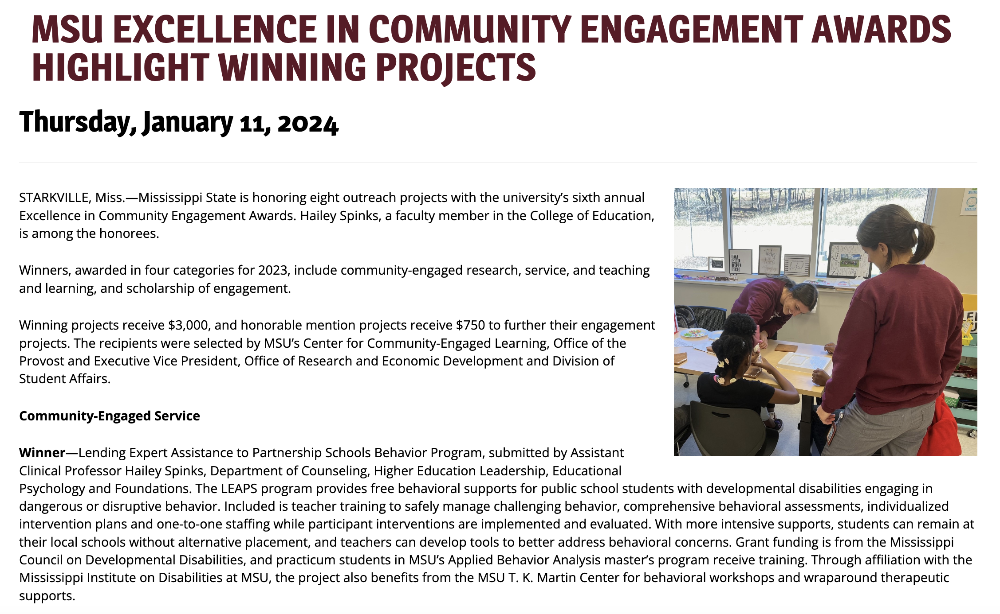 MSU EXCELLENCE IN COMMUNITY ENGAGEMENT AWARDS
HIGHLIGHT WINNING PROJECTS
Thursday, January 11, 2024
STARKVILLE, Miss.—Mississippi State is honoring eight outreach projects with the university’s sixth annual
Excellence in Community Engagement Awards. Hailey Spinks, a faculty member in the College of Education,
is among the honorees.
Winners, awarded in four categories for 2023, include community-engaged research, service, and teaching
and learning, and scholarship of engagement.
Winning projects receive $3,000, and honorable mention projects receive $750 to further their engagement
projects. The recipients were selected by MSU’s Center for Community-Engaged Learning, Office of the
Provost and Executive Vice President, Office of Research and Economic Development and Division of
Student Affairs.
Community-Engaged Service
Winner—Lending Expert Assistance to Partnership Schools Behavior Program, submitted by Assistant
Clinical Professor Hailey Spinks, Department of Counseling, Higher Education Leadership, Educational
Psychology and Foundations. The LEAPS program provides free behavioral supports for public school students with developmental disabilities engaging in
dangerous or disruptive behavior. Included is teacher training to safely manage challenging behavior, comprehensive behavioral assessments, individualized
intervention plans and one-to-one staffing while participant interventions are implemented and evaluated. With more intensive supports, students can remain at
their local schools without alternative placement, and teachers can develop tools to better address behavioral concerns. Grant funding is from the Mississippi
Council on Developmental Disabilities, and practicum students in MSU’s Applied Behavior Analysis master’s program receive training. Through affiliation with the
Mississippi Institute on Disabilities at MSU, the project also benefits from the MSU T. K. Martin Center for behavioral workshops and wraparound therapeutic
supports.
IT'S
COOL
TO BE
KIND
Today
be kind